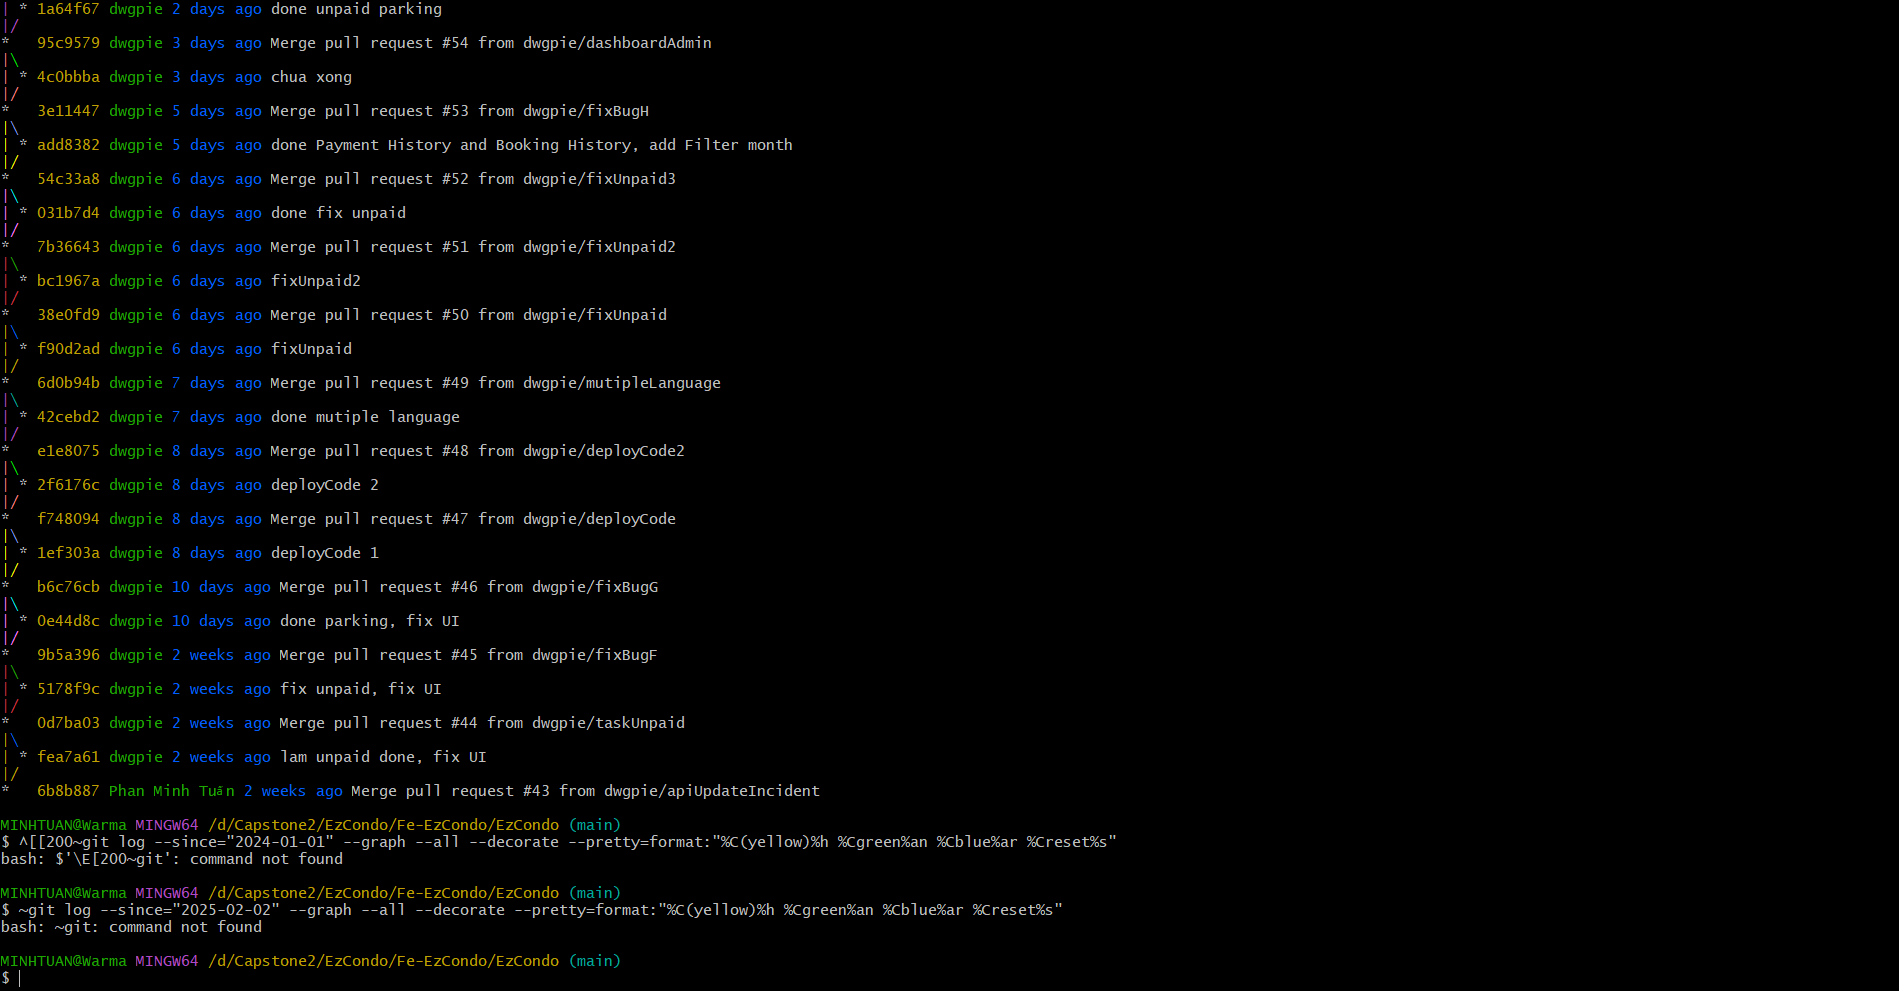 | * 1a64f67 dwgpie 2 days ago done unpaid parking
|/
*   95c9579 dwgpie 3 days ago Merge pull request #54 from dwgpie/dashboardAdmin
|\
| * 4c0bbba dwgpie 3 days ago chua xong
|/
*   3e11447 dwgpie 5 days ago Merge pull request #53 from dwgpie/fixBugH
|\
| * add8382 dwgpie 5 days ago done Payment History and Booking History, add Filter month
|/
*   54c33a8 dwgpie 6 days ago Merge pull request #52 from dwgpie/fixUnpaid3
|\
| * 031b7d4 dwgpie 6 days ago done fix unpaid
|/
*   7b36643 dwgpie 6 days ago Merge pull request #51 from dwgpie/fixUnpaid2
|\
| * bc1967a dwgpie 6 days ago fixUnpaid2
|/
*   38e0fd9 dwgpie 6 days ago Merge pull request #50 from dwgpie/fixUnpaid
|\
| * f90d2ad dwgpie 6 days ago fixUnpaid
|/
*   6d0b94b dwgpie 7 days ago Merge pull request #49 from dwgpie/mutipleLanguage
|\
| * 42cebd2 dwgpie 7 days ago done mutiple language
|/
*   e1e8075 dwgpie 8 days ago Merge pull request #48 from dwgpie/deployCode2
|\
| * 2f6176c dwgpie 8 days ago deployCode 2
|/
*   f748094 dwgpie 8 days ago Merge pull request #47 from dwgpie/deployCode
|\
| * 1ef303a dwgpie 8 days ago deployCode 1
|/
*   b6c76cb dwgpie 10 days ago Merge pull request #46 from dwgpie/fixBugG
|\
| * 0e44d8c dwgpie 10 days ago done parking, fix UI
|/
*   9b5a396 dwgpie 2 weeks ago Merge pull request #45 from dwgpie/fixBugF
|\
| * 5178f9c dwgpie 2 weeks ago fix unpaid, fix UI
|/
*   0d7ba03 dwgpie 2 weeks ago Merge pull request #44 from dwgpie/taskUnpaid
|\
| * fea7a61 dwgpie 2 weeks ago lam unpaid done, fix UI
|/
*   6b8b887 Phan Minh Tuấn 2 weeks ago Merge pull request #43 from dwgpie/apiUpdateIncident
MINHTUAN@Warma MINGW64 /d/Capstone2/EzCondo/Fe-EzCondo/EzCondo (main)
$ ^[[200~git log --since="2024-01-01" --graph --all --decorate --pretty=format:"%C(yellow)%h %Cgreen%an %Cblue%ar %Creset%s"
bash: $'\E[200~git': command not found
MINHTUAN@Warma MINGW64 /d/Capstone2/EzCondo/Fe-EzCondo/EzCondo (main)
$ ~git log --since="2025-02-02" --graph --all --decorate --pretty=format:"%C(yellow)%h %Cgreen%an %Cblue%ar %Creset%s"
bash: ~git: command not found
MINHTUAN@Warma MINGW64 /d/Capstone2/EzCondo/Fe-EzCondo/EzCondo (main)
$